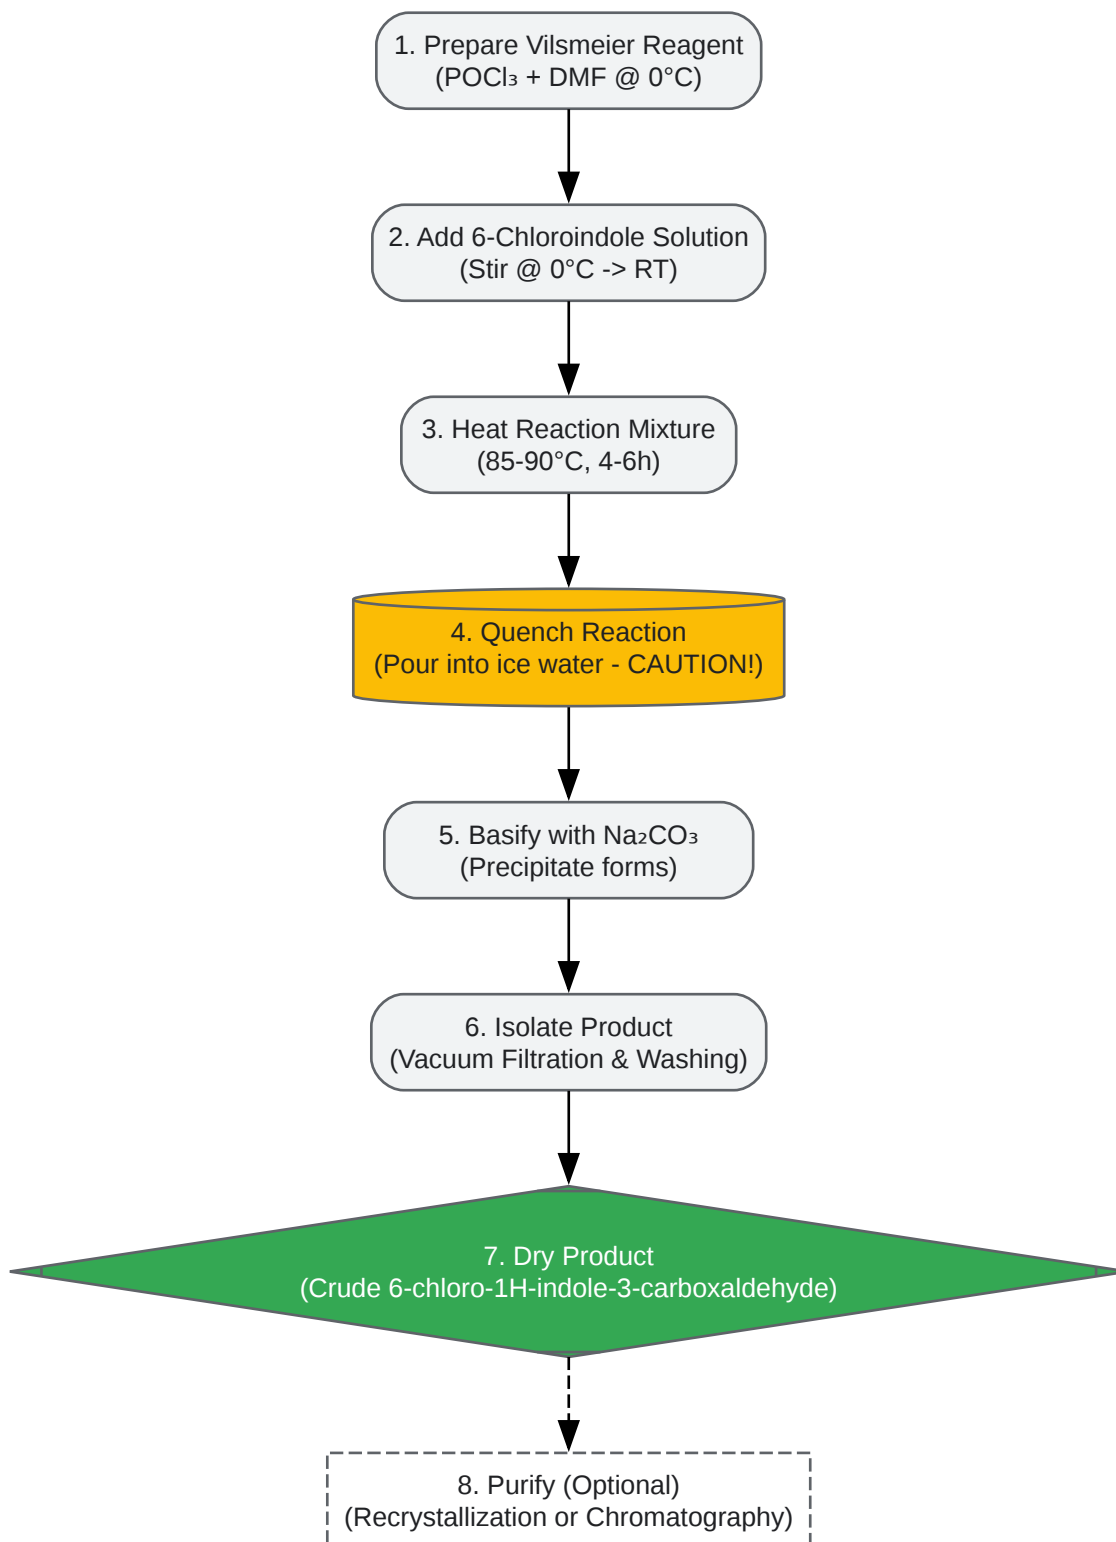 1. Prepare Vilsmeier Reagent
(POCl₃ + DMF @ 0°C)
2. Add 6-Chloroindole Solution
(Stir @ 0°C -> RT)
3. Heat Reaction Mixture
(85-90°C, 4-6h)
4. Quench Reaction
(Pour into ice water - CAUTION!)
5. Basify with Na₂CO₃
(Precipitate forms)
6. Isolate Product
(Vacuum Filtration & Washing)
7. Dry Product
(Crude 6-chloro-1H-indole-3-carboxaldehyde)
8. Purify (Optional)
(Recrystallization or Chromatography)